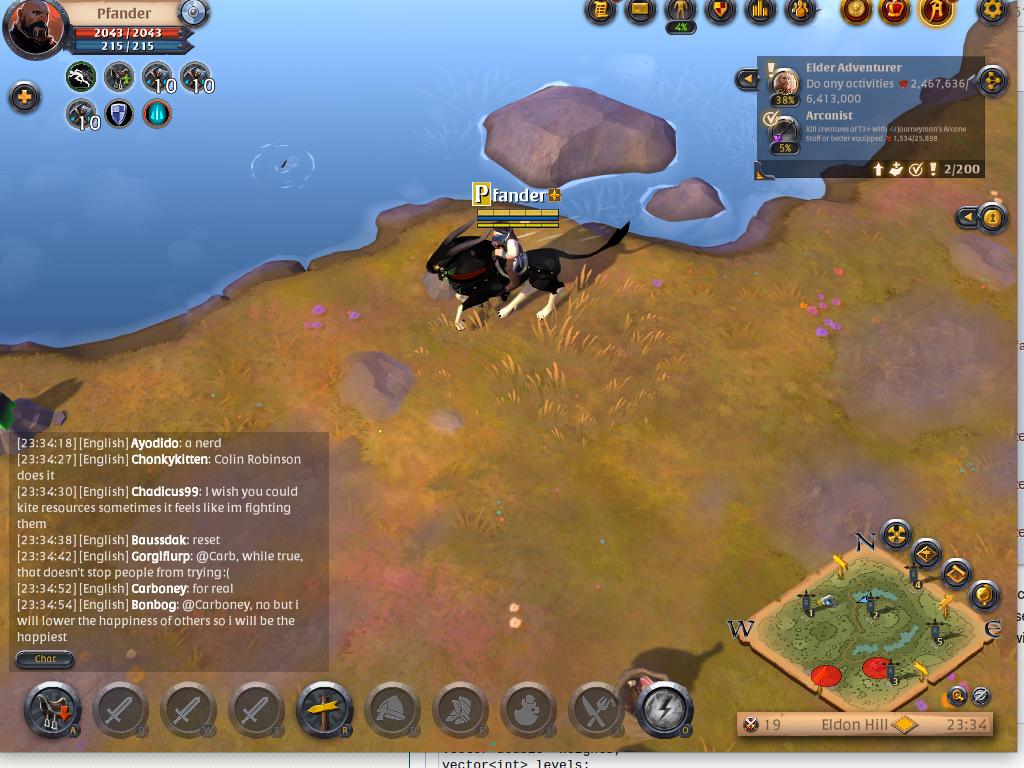 Pfander
2043 / 2043
215 / 215
4%
10
10
10
Elder Adventurer
Do any activities 2,467,636/
6,413,000
38%
Arcanist
Kill creatures of T3+ with Journeyman's Arcane
Staff or better equipped 1,534/25,898
5%
2/200
1
Pfander
[23:34:18] [English] Ayodido: a nerd
[23:34:27] [English] Chonkykitten: Colin Robinson
does it
[23:34:30] [English] Chadicus99: I wish you could
kite resources sometimes it feels like im fighting
them
[23:34:38] [English] Baussdak: reset
[23:34:42] [English] Gorgiflurp: @Carb, while true,
that doesn't stop people from trying:(
[23:34:52] [English] Carboney: for real
[23:34:54] [English] Bonbog: @Carboney, no but i
will lower the happiness of others so i will be the
happiest
Chat
N
W
E
1
2
3
4
5
A
Q
W
E
R
D
F
1
2
O
19
Eldon Hill
23:34
vector<int> levels;